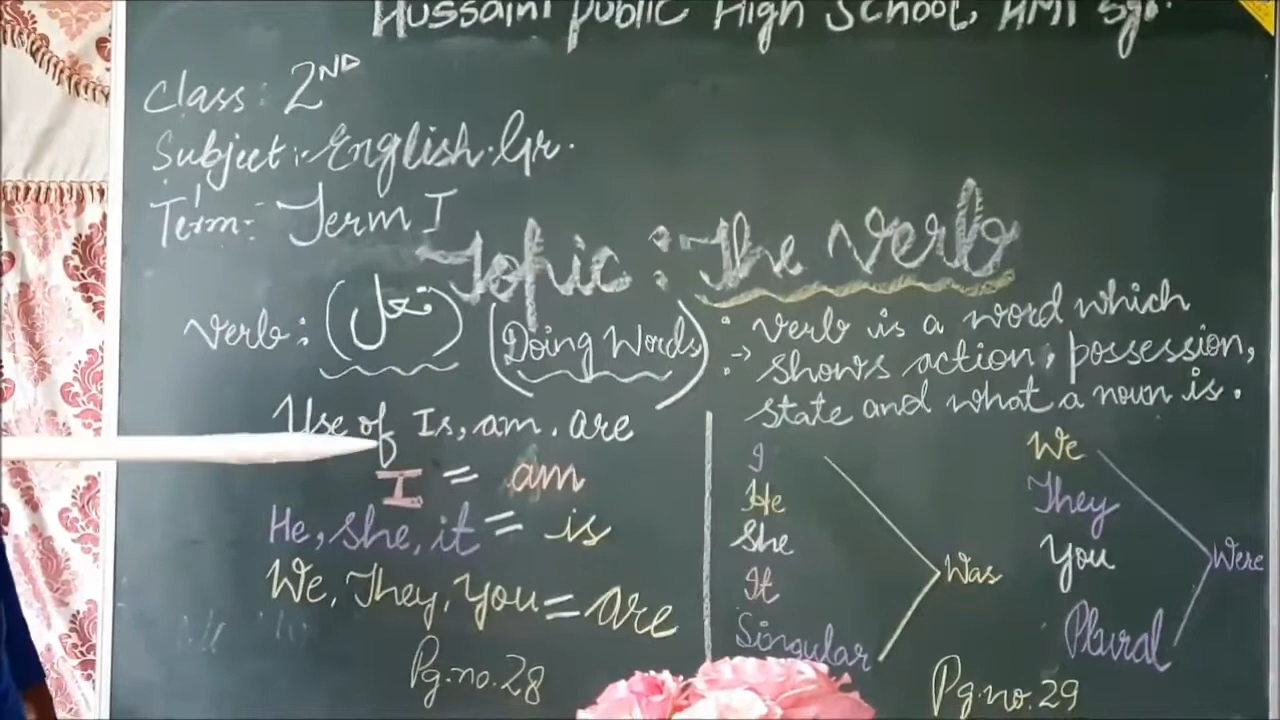 Hussaini Public High School, HMT Sgr.
Class: 2ND
Subject:- English.Gr.
Term:- Term I
Topic: The Verb
Verb: (فعل) (Doing Words)
: Verb is a word which
→ shows action, possession,
state and what a noun is.
Use of Is, am, are
I = am
He, she, it = is
We, They, You = are
Pg.no.28
I
He
She
It
Singular
Was
We
They
You
Plural
Were
Pg.no.29